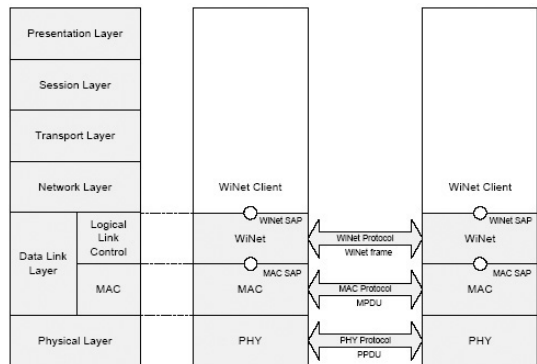 Presentation Layer
Session Layer
Transport Layer
Network Layer
Data Link
Layer
Logical
Link
Control
MAC
Physical Layer
WiNet Client
WiNet SAP
WiNet
MAC SAP
MAC
PHY
WiNet Protocol
WiNet frame
MAC Protocol
MPDU
PHY Protocol
PPDU
WiNet Client
WiNet SAP
WiNet
MAC SAP
MAC
PHY